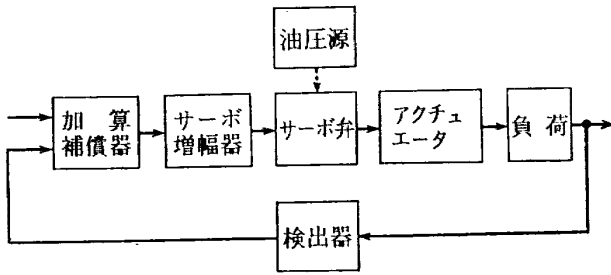 油圧源
加算
補償器
サーボ
増幅器
サーボ弁
アクチュ
エータ
負荷
検出器